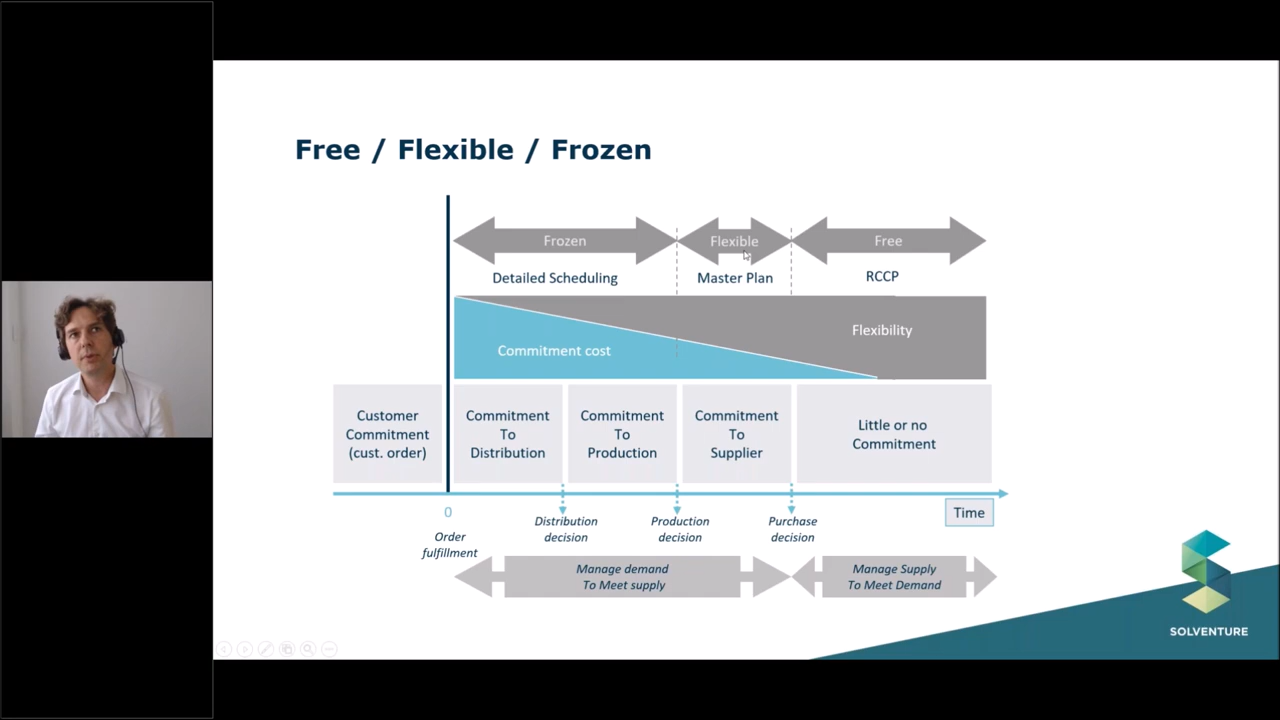 Free / Flexible / Frozen
Frozen
Flexible
Free
Detailed Scheduling
Master Plan
RCCP
Flexibility
Commitment cost
Customer
Commitment
(cust. order)
Commitment
To
Distribution
Commitment
To
Production
Commitment
To
Supplier
Little or no
Commitment
Time
0
Order
fulfillment
Distribution
decision
Production
decision
Purchase
decision
Manage demand
To Meet supply
Manage Supply
To Meet Demand
SOLVENTURE